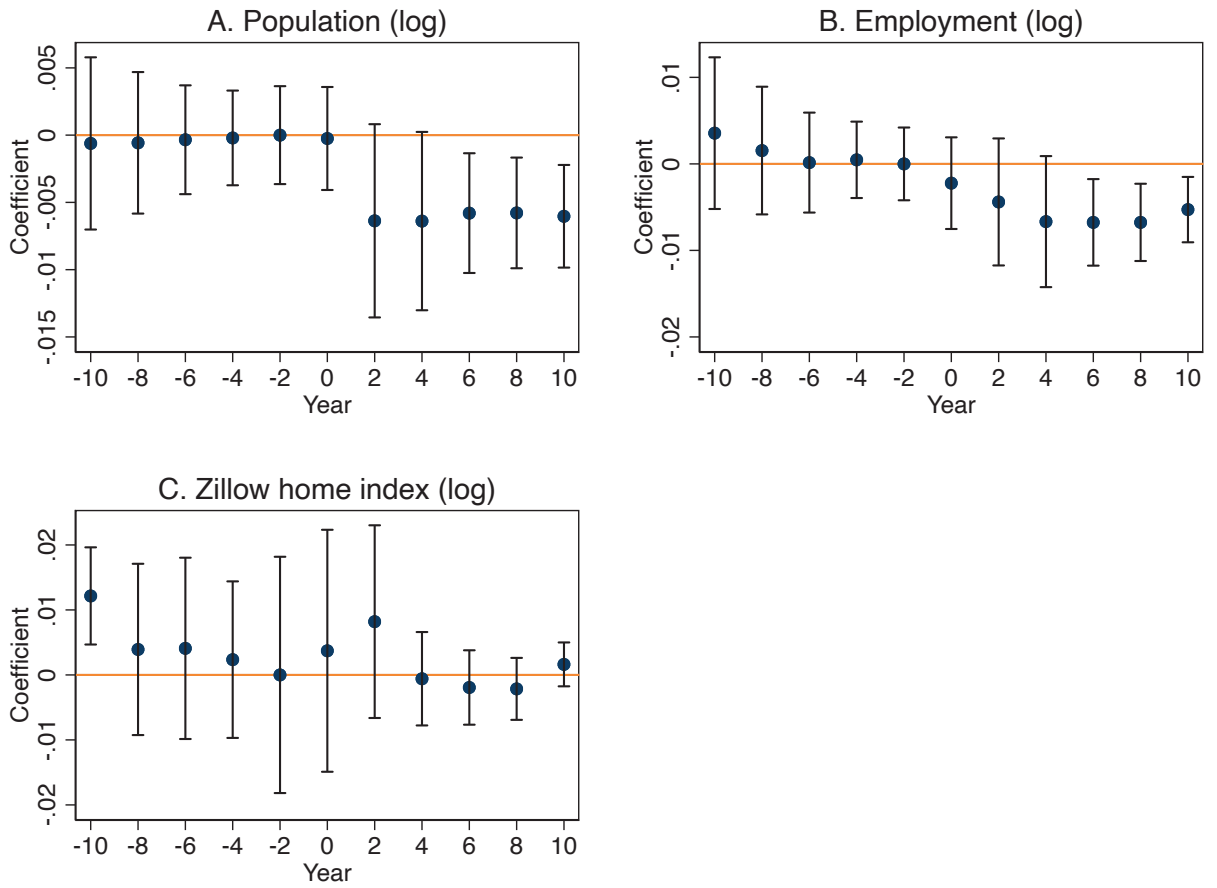 A. Population (log)
Coefficient
.005
0
-.005
-.01
-.015
-10 -8 -6 -4 -2 0 2 4 6 8 10
Year
B. Employment (log)
Coefficient
.01
0
-.01
-.02
-10 -8 -6 -4 -2 0 2 4 6 8 10
Year
C. Zillow home index (log)
Coefficient
.02
.01
0
-.01
-.02
-10 -8 -6 -4 -2 0 2 4 6 8 10
Year